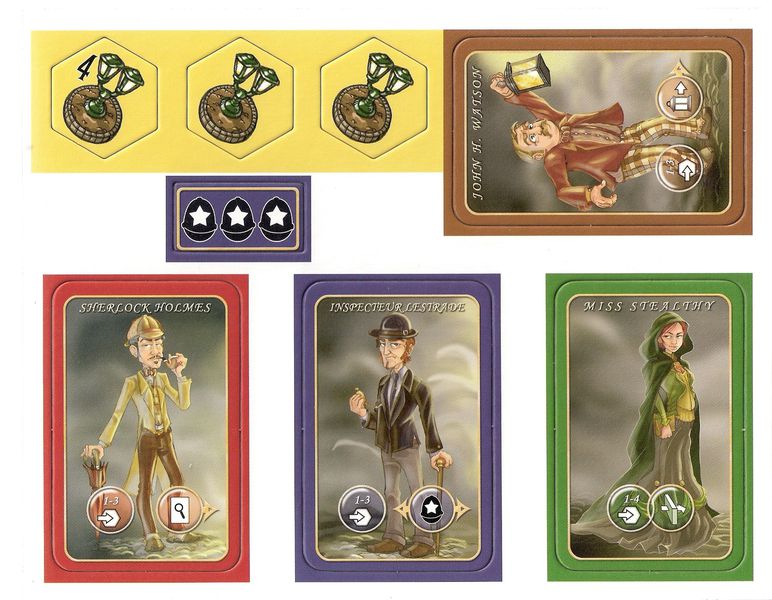 4
JOHN H. WATSON
1-3
SHERLOCK HOLMES
1-3
INSPECTEUR LESTRADE
1-3
MISS STEALTHY
1-4